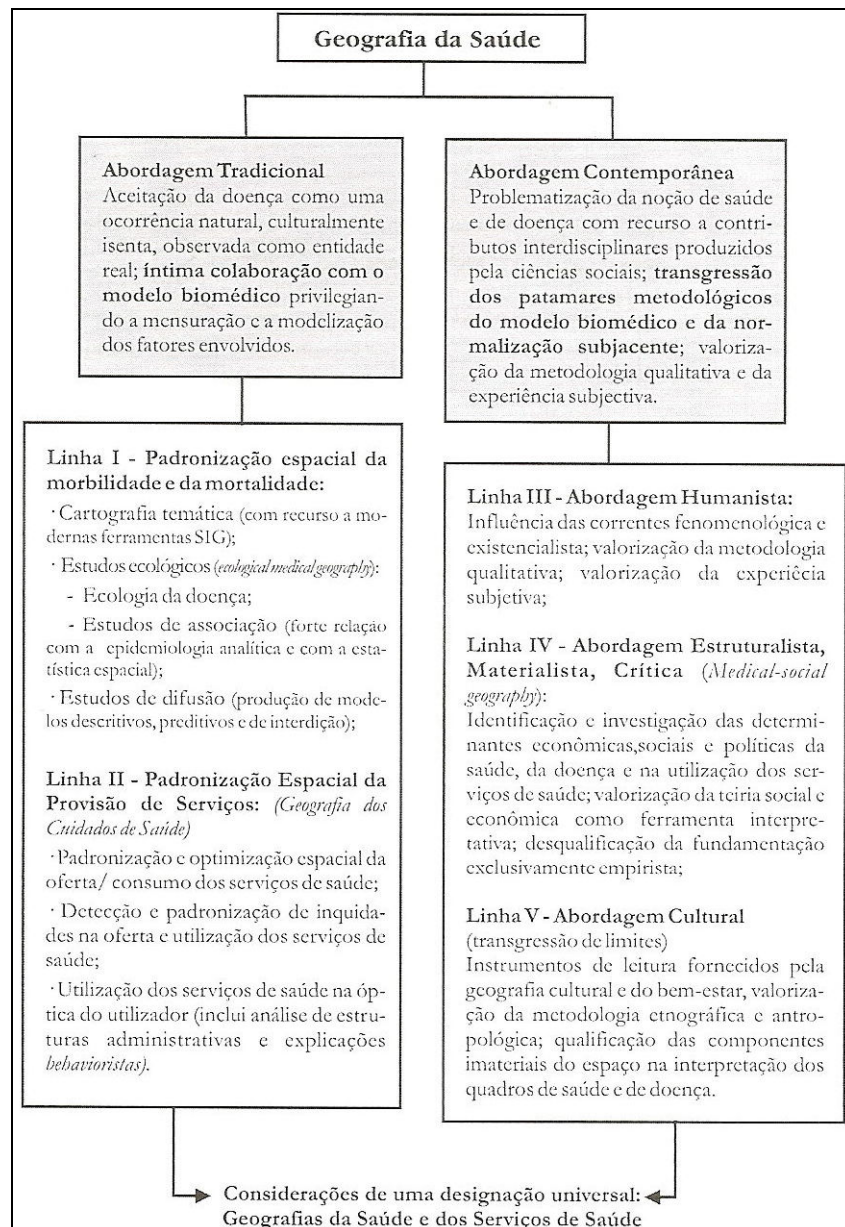 Geografia da Saúde
Abordagem Tradicional
Aceitação da doença como uma
ocorrência natural, culturalmente
isenta, observada como entidade
real; íntima colaboração com o
modelo biomédico privilegian-
do a mensuração e a modelização
dos fatores envolvidos.
Abordagem Contemporânea
Problematização da noção de saúde
e de doença com recurso a contri-
butos interdisciplinares produzidos
pela ciências sociais; transgressão
dos patamares metodológicos
do modelo biomédico e da nor-
malização subjacente; valoriza-
ção da metodologia qualitativa e da
experiência subjectiva.
Linha I - Padronização espacial da
morbilidade e da mortalidade:
· Cartografia temática (com recurso a mo-
dernas ferramentas SIG);
· Estudos ecológicos (ecological medical geography):
- Ecologia da doença;
- Estudos de associação (forte relação
com a epidemiologia analítica e com a esta-
tística espacial);
· Estudos de difusão (produção de mode-
los descritivos, preditivos e de interdição);
Linha II - Padronização Espacial da
Provisão de Serviços: (Geografia dos
Cuidados de Saúde)
· Padronização e optimização espacial da
oferta/ consumo dos serviços de saúde;
· Detecção e padronização de inquida-
des na oferta e utilização dos serviços de
saúde;
· Utilização dos serviços de saúde na óp-
tica do utilizador (inclui análise de estru-
turas administrativas e explicações
behavioristas).
Linha III - Abordagem Humanista:
Influência das correntes fenomenológica e
existencialista; valorização da metodologia
qualitativa; valorização da experiêcia
subjetiva;
Linha IV - Abordagem Estruturalista,
Materialista, Crítica (Medical-social
geography):
Identificação e investigação das determi-
nantes econômicas,sociais e políticas da
saúde, da doença e na utilização dos ser-
viços de saúde; valorização da teiria social e
econômica como ferramenta interpre-
tativa; desqualificação da fundamentação
exclusivamente empirista;
Linha V - Abordagem Cultural
(transgressão de limites)
Instrumentos de leitura fornecidos pela
geografia cultural e do bem-estar, valoriza-
ção da metodologia etnográfica e antro-
pológica; qualificação das componentes
imateriais do espaço na interpretação dos
quadros de saúde e de doença.
Considerações de uma designação universal:
Geografias da Saúde e dos Serviços de Saúde